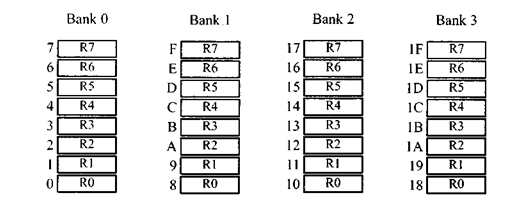 Bank 0 Bank 1 Bank 2 Bank 3
7 R7 F R7 17 R7 1F R7
6 R6 E R6 16 R6 1E R6
5 R5 D R5 15 R5 1D R5
4 R4 C R4 14 R4 1C R4
3 R3 B R3 13 R3 1B R3
2 R2 A R2 12 R2 1A R2
1 R1 9 R1 11 R1 19 R1
0 R0 8 R0 10 R0 18 R0